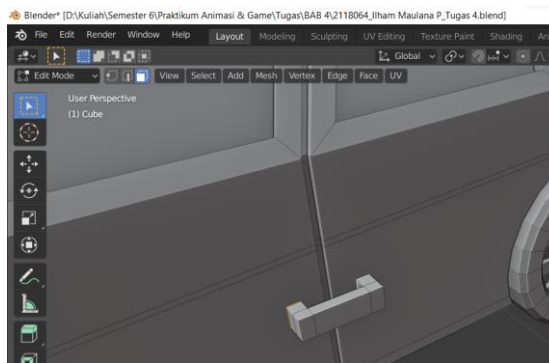 Blender* [D:\Kuliah\Semester 6\Praktikum Animasi & Game\Tugas\BAB 4\2118064_Ilham Maulana P_Tugas 4.blend]
File Edit Render Window Help Layout Modeling Sculpting UV Editing Texture Paint Shading An
Global
Edit Mode View Select Add Mesh Vertex Edge Face UV
User Perspective
(1) Cube